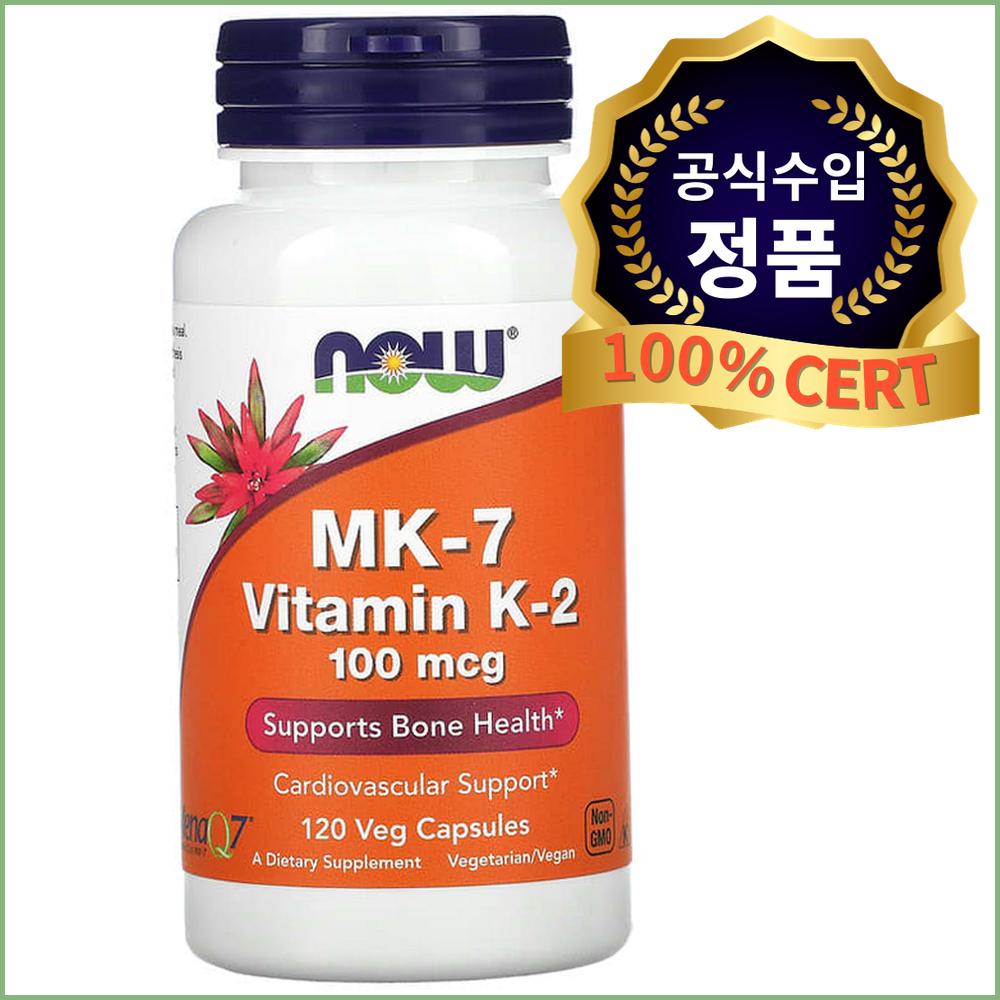 공식수입
정품
100% CERT
now®
MK-7
Vitamin K-2
100 mcg
Supports Bone Health*
Cardiovascular Support*
120 Veg Capsules
Q7®
Non-
GMO
A Dietary Supplement Vegetarian/Vegan